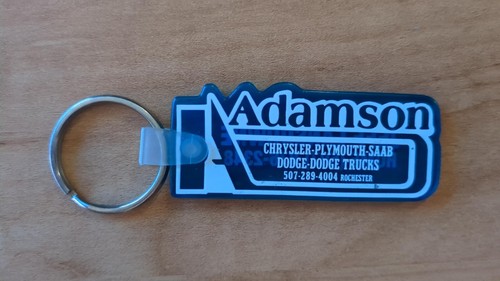 Adamson
CHRYSLER-PLYMOUTH-SAAB
DODGE-DODGE TRUCKS
507-289-4004 ROCHESTER